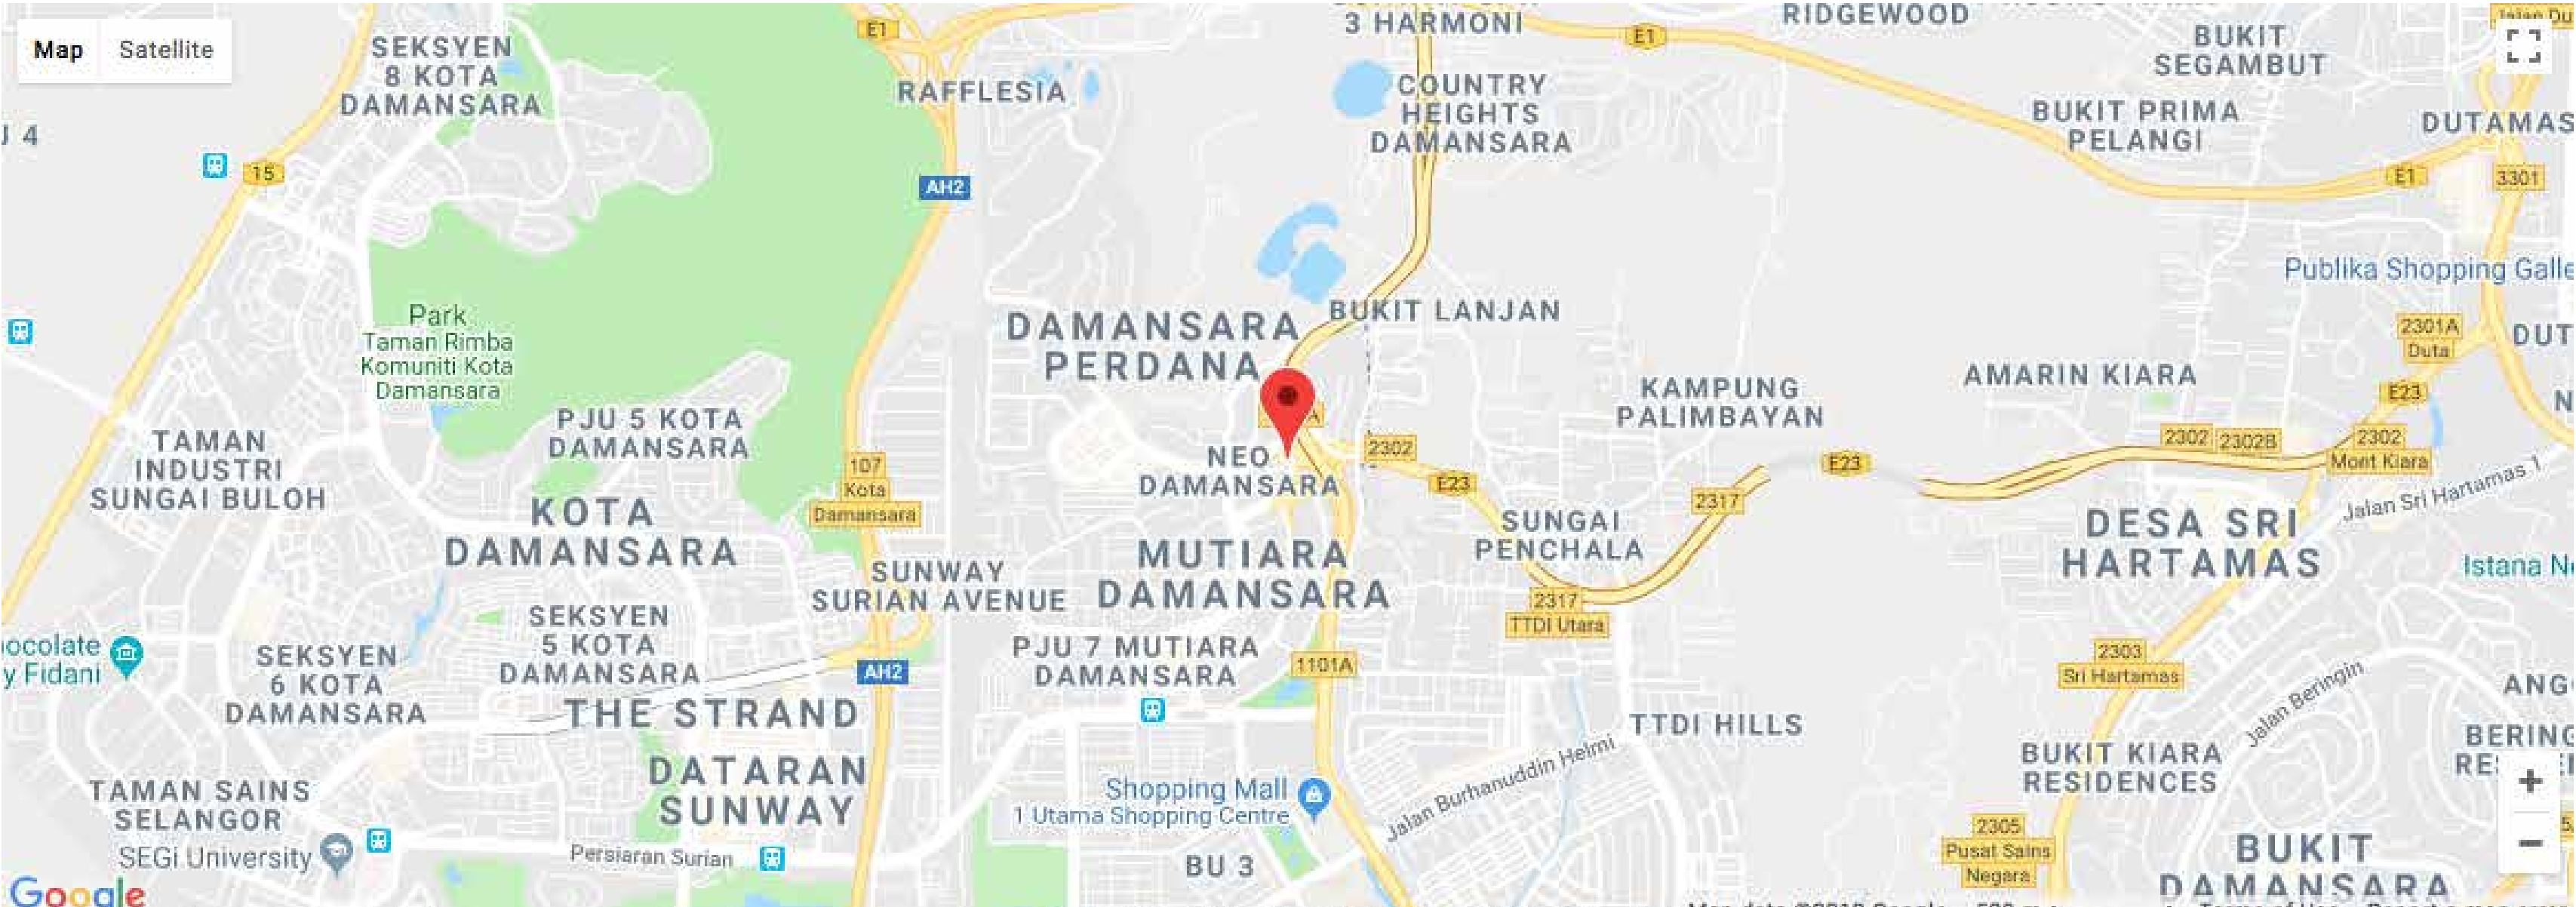 Map
Satellite
SEKSYEN
8 KOTA
DAMANSARA
E1
RAFFLESIA
3 HARMONI
COUNTRY
HEIGHTS
DAMANSARA
E1
RIDGEWOOD
BUKIT
SEGAMBUT
BUKIT PRIMA
PELANGI
DUTAMAS
J 4
15
AH2
E1
3301
Publika Shopping Galle
Park
Taman Rimba
Komuniti Kota
Damansara
DAMANSARA
PERDANA
BUKIT LANJAN
2301A
Duta
DUT
AMARIN KIARA
KAMPUNG
PALIMBAYAN
E23
N
PJU 5 KOTA
DAMANSARA
TAMAN
INDUSTRI
SUNGAI BULOH
107
Kota
Damansara
A
NEO
DAMANSARA
2302
E23
2317
E23
2302
2302B
2302
Mont Kiara
Jalan Sri Hartamas 1
KOTA
DAMANSARA
SUNGAI
PENCHALA
DESA SRI
HARTAMAS
MUTIARA
DAMANSARA
SUNWAY
SURIAN AVENUE
2317
TTDI Utara
Istana N
SEKSYEN
5 KOTA
DAMANSARA
ocolate
y Fidani
SEKSYEN
6 KOTA
DAMANSARA
AH2
PJU 7 MUTIARA
DAMANSARA
1101A
2303
Sri Hartamas
Jalan Beringin
ANG
THE STRAND
TTDI HILLS
BERING
RE
BUKIT KIARA
RESIDENCES
DATARAN
SUNWAY
TAMAN SAINS
SELANGOR
SEGi University
Persiaran Surian
Shopping Mall
1 Utama Shopping Centre
Jalan Burhanuddin Helmi
BU 3
2305
Pusat Sains
Negara
BUKIT
DAMANSARA
Google